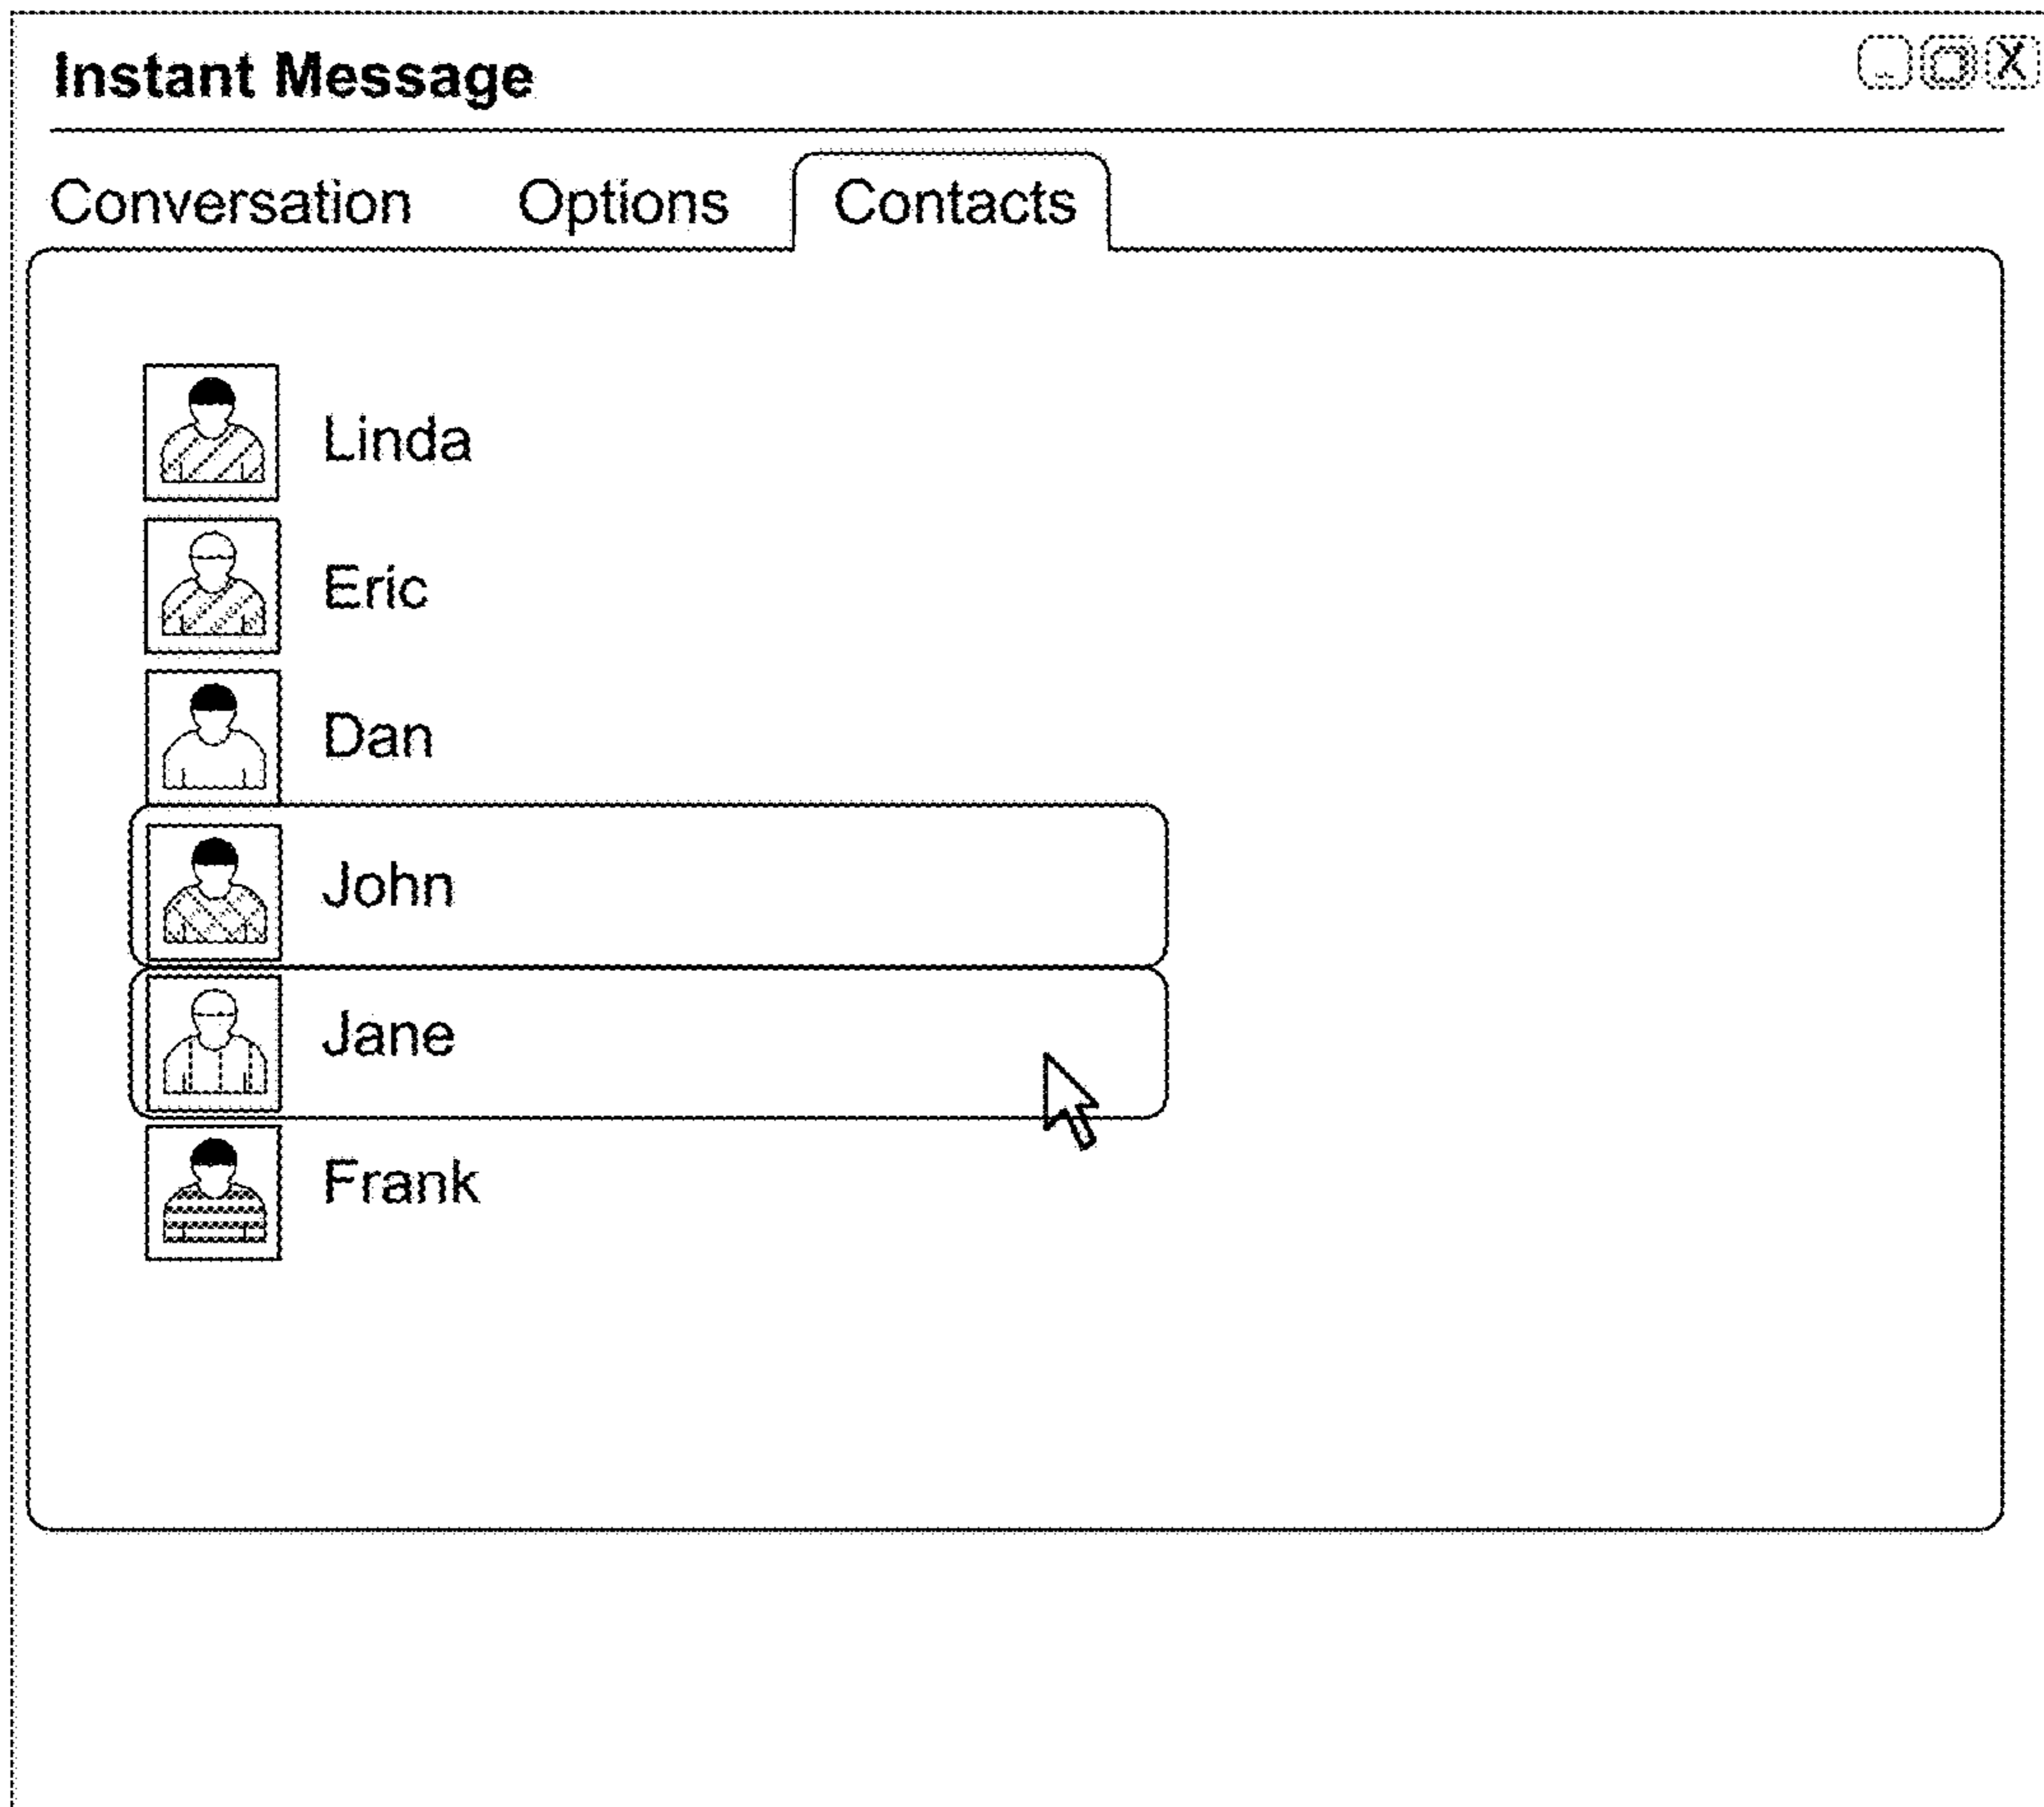 Instant Message
X
Conversation Options Contacts
Linda
Eric
Dan
John
Jane
Frank